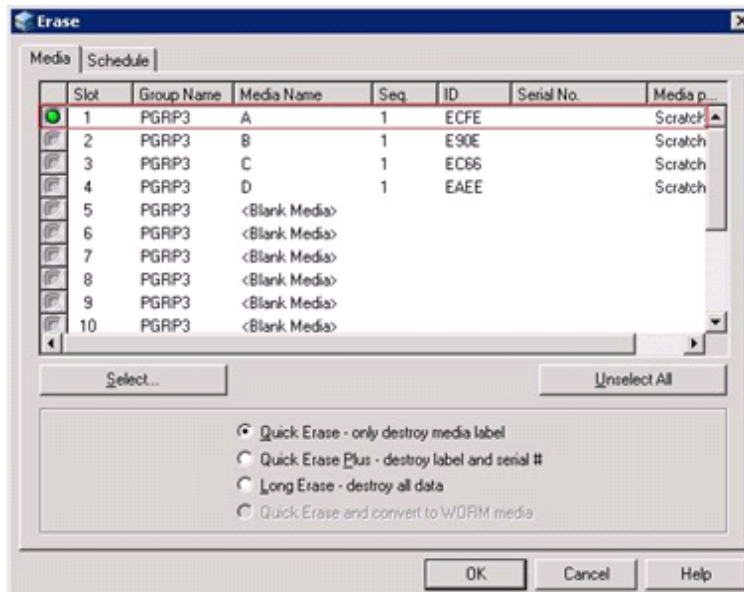 Erase
Media Schedule
Slot Group Name Media Name Seq. ID Serial No. Media p...
1 PGRP3 A 1 ECFE Scratch
2 PGRP3 B 1 E90E Scratch
3 PGRP3 C 1 EC66 Scratch
4 PGRP3 D 1 EAEE Scratch
5 PGRP3 <Blank Media>
6 PGRP3 <Blank Media>
7 PGRP3 <Blank Media>
8 PGRP3 <Blank Media>
9 PGRP3 <Blank Media>
10 PGRP3 <Blank Media>
Select... Unselect All
Quick Erase - only destroy media label
Quick Erase Plus - destroy label and serial #
Long Erase - destroy all data
Quick Erase and convert to WORM media
OK Cancel Help